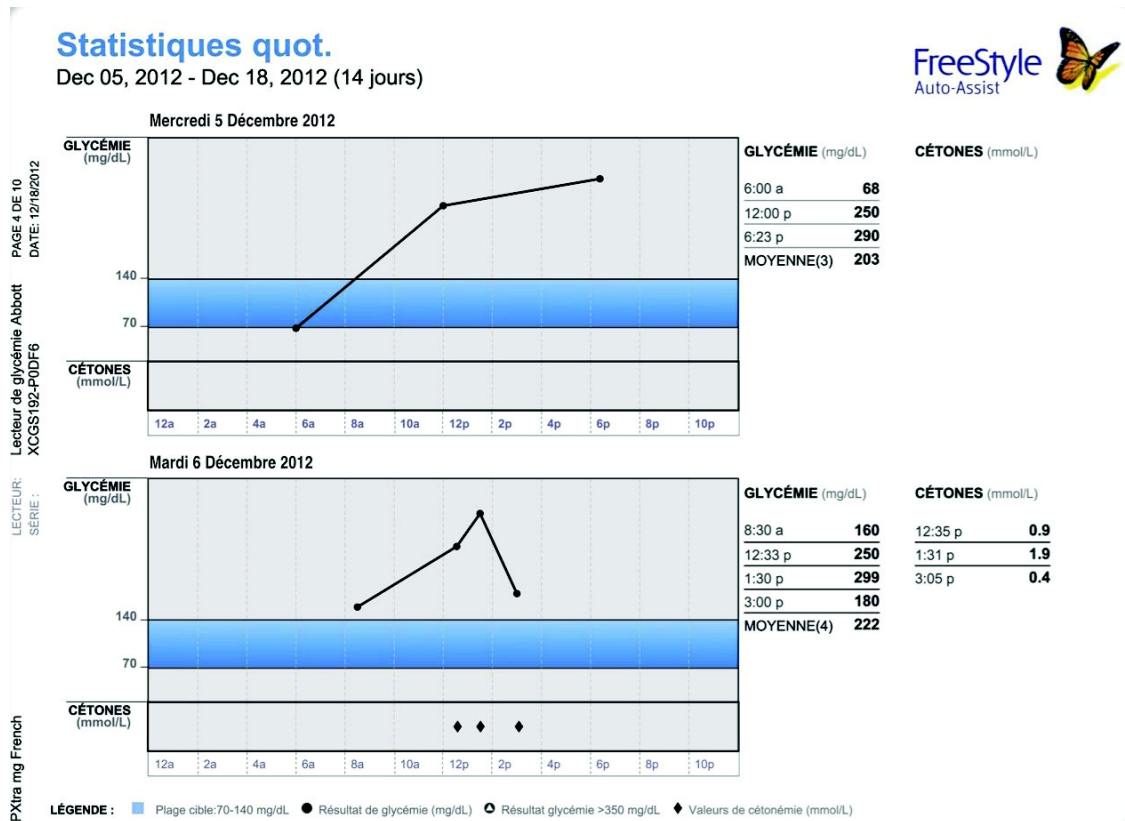 Statistiques quot.
Dec 05, 2012 - Dec 18, 2012 (14 jours)
FreeStyle
Auto-Assist
PAGE 4 DE 10
DATE: 12/18/2012
Lecteur de glycémie Abbott
XCGS192-P0DF6
LECTEUR:
SÉRIE :
PXtra mg French
Mercredi 5 Décembre 2012
GLYCÉMIE
(mg/dL)
140
70
CÉTONES
(mmol/L)
12a 2a 4a 6a 8a 10a 12p 2p 4p 6p 8p 10p
GLYCÉMIE (mg/dL)
6:00 a 68
12:00 p 250
6:23 p 290
MOYENNE(3) 203
CÉTONES (mmol/L)
Mardi 6 Décembre 2012
GLYCÉMIE
(mg/dL)
140
70
CÉTONES
(mmol/L)
12a 2a 4a 6a 8a 10a 12p 2p 4p 6p 8p 10p
GLYCÉMIE (mg/dL)
8:30 a 160
12:33 p 250
1:30 p 299
3:00 p 180
MOYENNE(4) 222
CÉTONES (mmol/L)
12:35 p 0.9
1:31 p 1.9
3:05 p 0.4
LÉGENDE : Plage cible:70-140 mg/dL Résultat de glycémie (mg/dL) Résultat glycémie >350 mg/dL Valeurs de cétonémie (mmol/L)